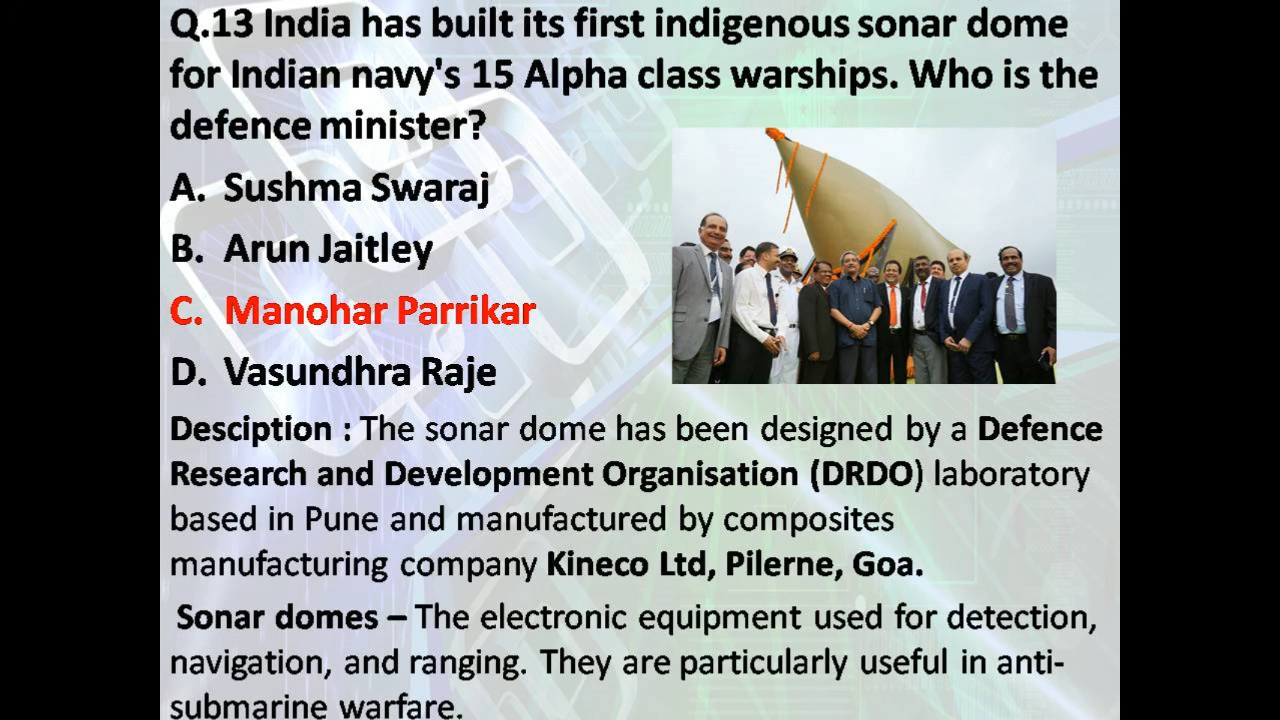 Q.13 India has built its first indigenous sonar dome
for Indian navy's 15 Alpha class warships. Who is the
defence minister?
A. Sushma Swaraj
B. Arun Jaitley
C. Manohar Parrikar
D. Vasundhra Raje
Desciption : The sonar dome has been designed by a Defence
Research and Development Organisation (DRDO) laboratory
based in Pune and manufactured by composites
manufacturing company Kineco Ltd, Pilerne, Goa.
Sonar domes – The electronic equipment used for detection,
navigation, and ranging. They are particularly useful in anti-
submarine warfare.